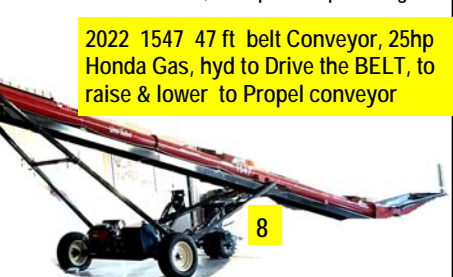 2022 1547 47 ft belt Conveyor, 25hp
Honda Gas, hyd to Drive the BELT, to
raise & lower to Propel conveyor
1547
8